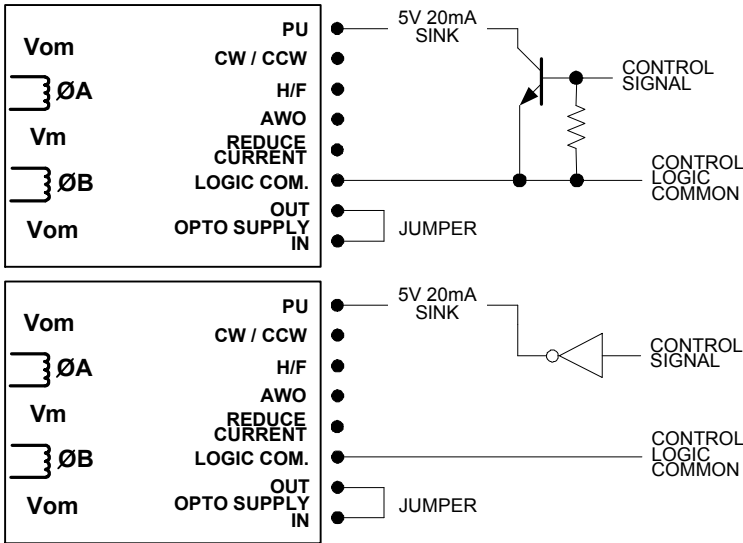 PU
5V 20mA
SINK
Vom
CW / CCW
CONTROL
SIGNAL
ØA
H/F
AWO
Vm
REDUCE
CURRENT
CONTROL
LOGIC
COMMON
ØB
LOGIC COM.
OUT
Vom
OPTO SUPPLY
JUMPER
IN
PU
5V 20mA
SINK
Vom
CW / CCW
CONTROL
SIGNAL
ØA
H/F
AWO
Vm
REDUCE
CURRENT
CONTROL
LOGIC
COMMON
ØB
LOGIC COM.
OUT
Vom
OPTO SUPPLY
JUMPER
IN